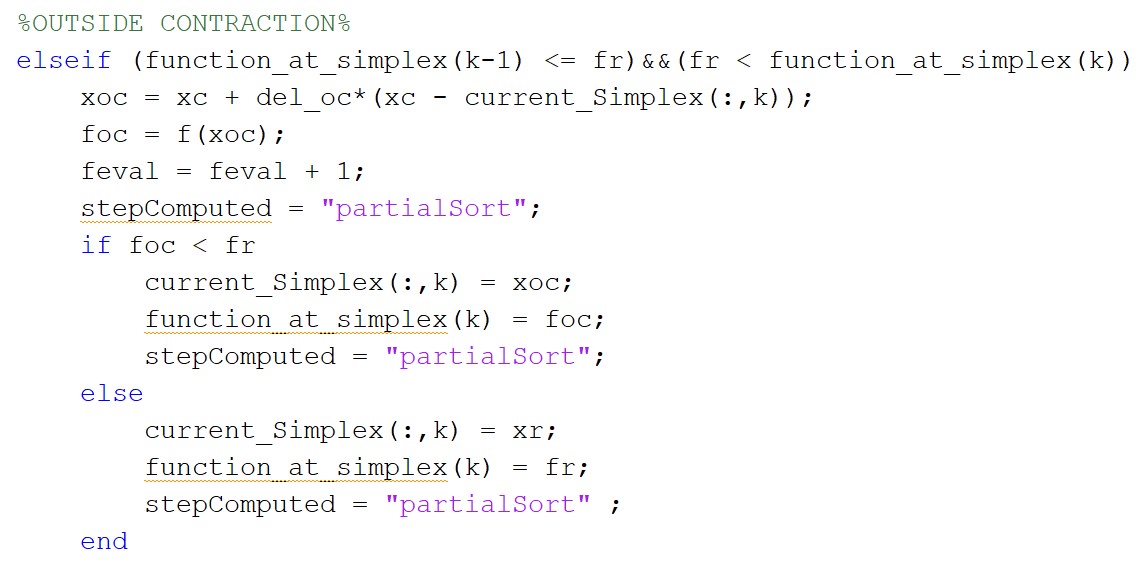 %OUTSIDE CONTRACTION%
elseif (function_at_simplex(k-1) <= fr)&&(fr < function_at_simplex(k))
    xoc = xc + del_oc*(xc - current_Simplex(:,k));
    foc = f(xoc);
    feval = feval + 1;
    stepComputed = "partialSort";
    if foc < fr
        current_Simplex(:,k) = xoc;
        function_at_simplex(k) = foc;
        stepComputed = "partialSort";
    else
        current_Simplex(:,k) = xr;
        function_at_simplex(k) = fr;
        stepComputed = "partialSort" ;
    end